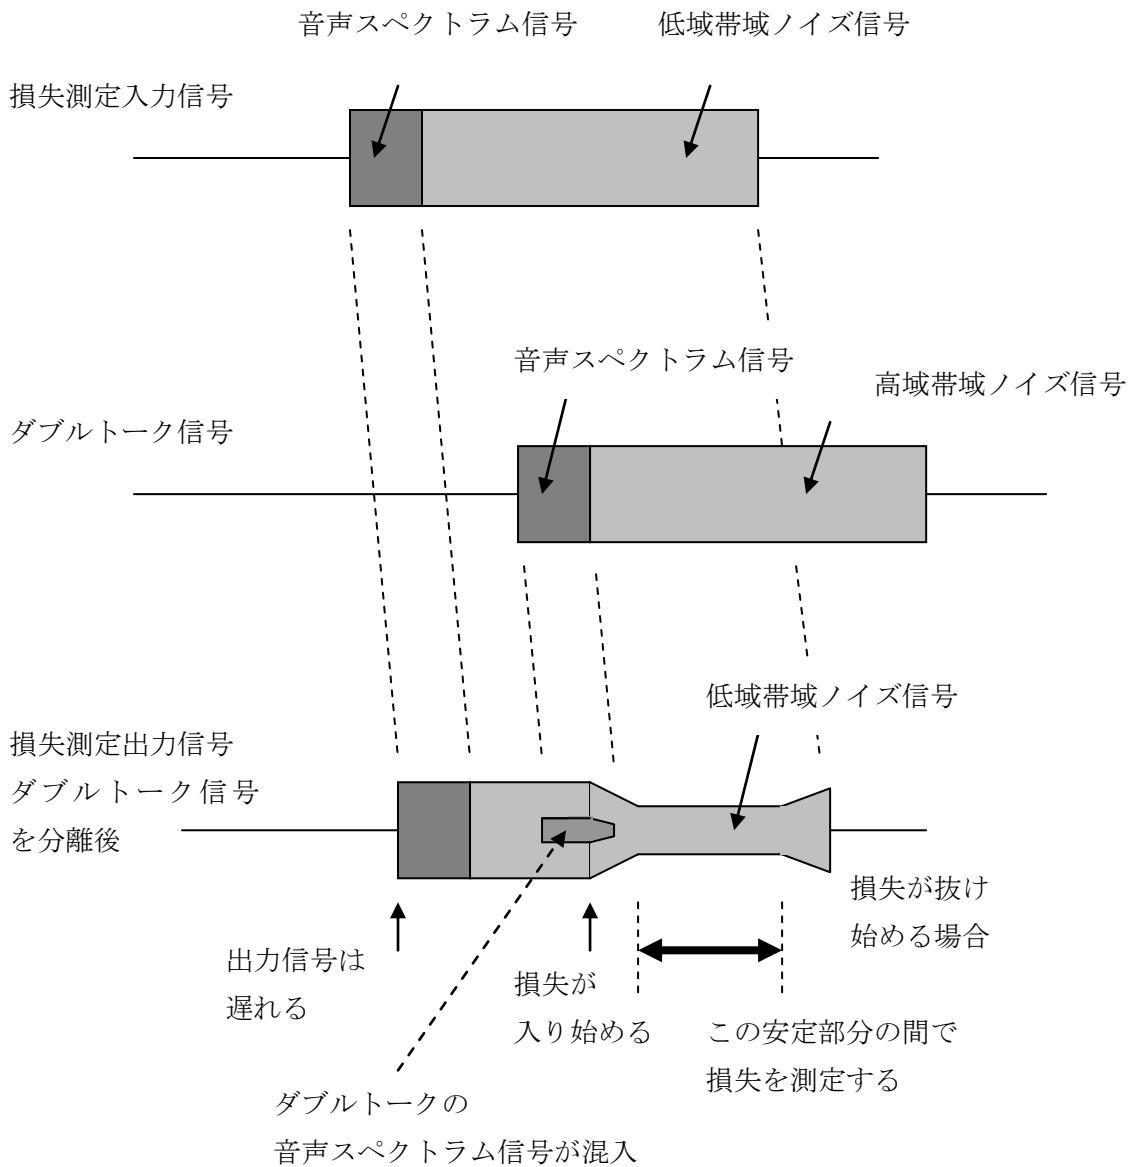 音声スペクトラム信号
低域帯域ノイズ信号
損失測定入力信号
音声スペクトラム信号
高域帯域ノイズ信号
ダブルトーク信号
低域帯域ノイズ信号
損失測定出力信号
ダブルトーク信号
を分離後
損失が抜け
始める場合
出力信号は
遅れる
損失が
入り始める
この安定部分の間で
損失を測定する
ダブルトークの
音声スペクトラム信号が混入